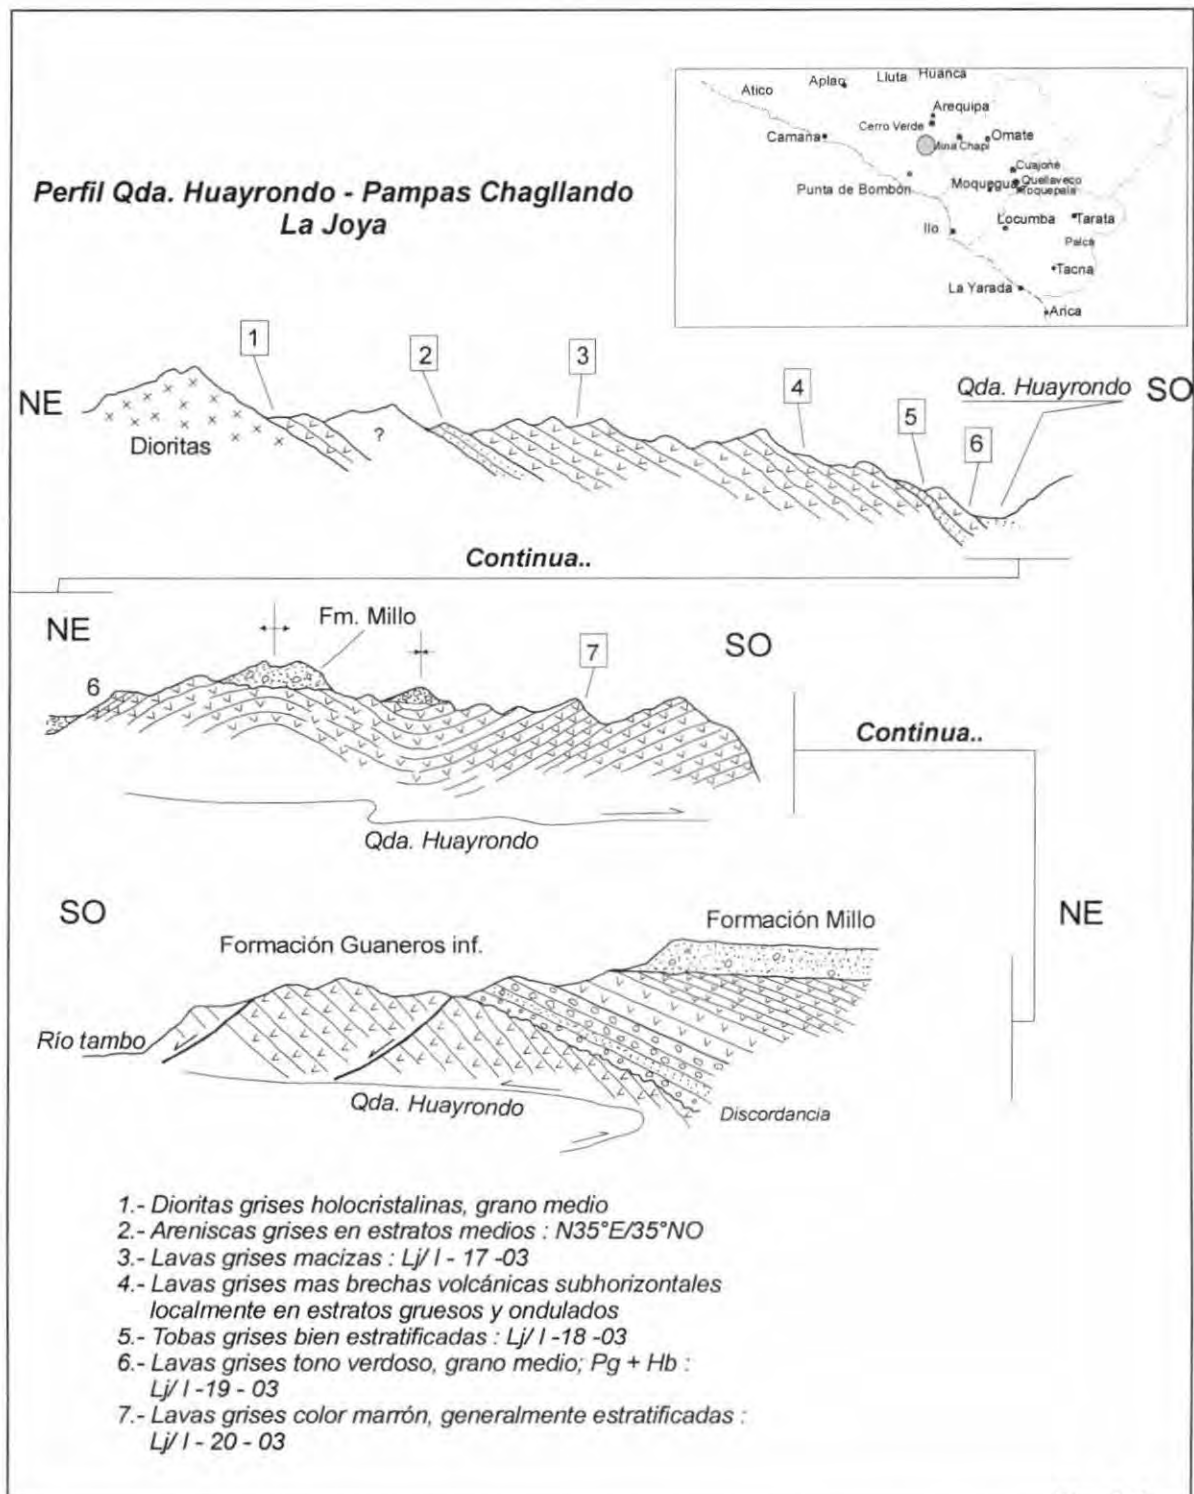 Perfil Qda. Huayrondo - Pampas Chagllando
La Joya
Atico
Aplao
Lluta
Huanca
Arequipa
Cerro Verde
Camana
Mina Chapi
Omate
Cuajone
Punta de Bombón
Moquegua
Quellaveco
Toquepala
Ilo
Locumba
Tarata
Palca
Tacna
La Yarada
Arica
NE
1
2
3
4
5
6
Qda. Huayrondo
SO
Dioritas
?
Continua..
NE
Fm. Millo
6
7
SO
Continua..
Qda. Huayrondo
SO
Formación Guaneros inf.
Formación Millo
NE
Río tambo
Qda. Huayrondo
Discordancia
1.- Dioritas grises holocristalinas, grano medio
2.- Areniscas grises en estratos medios : N35°E/35°NO
3.- Lavas grises macizas : Lj/ I - 17 -03
4.- Lavas grises mas brechas volcánicas subhorizontales
localmente en estratos gruesos y ondulados
5.- Tobas grises bien estratificadas : Lj/ I -18 -03
6.- Lavas grises tono verdoso, grano medio; Pg + Hb :
Lj/ I -19 - 03
7.- Lavas grises color marrón, generalmente estratificadas :
Lj/ I - 20 - 03